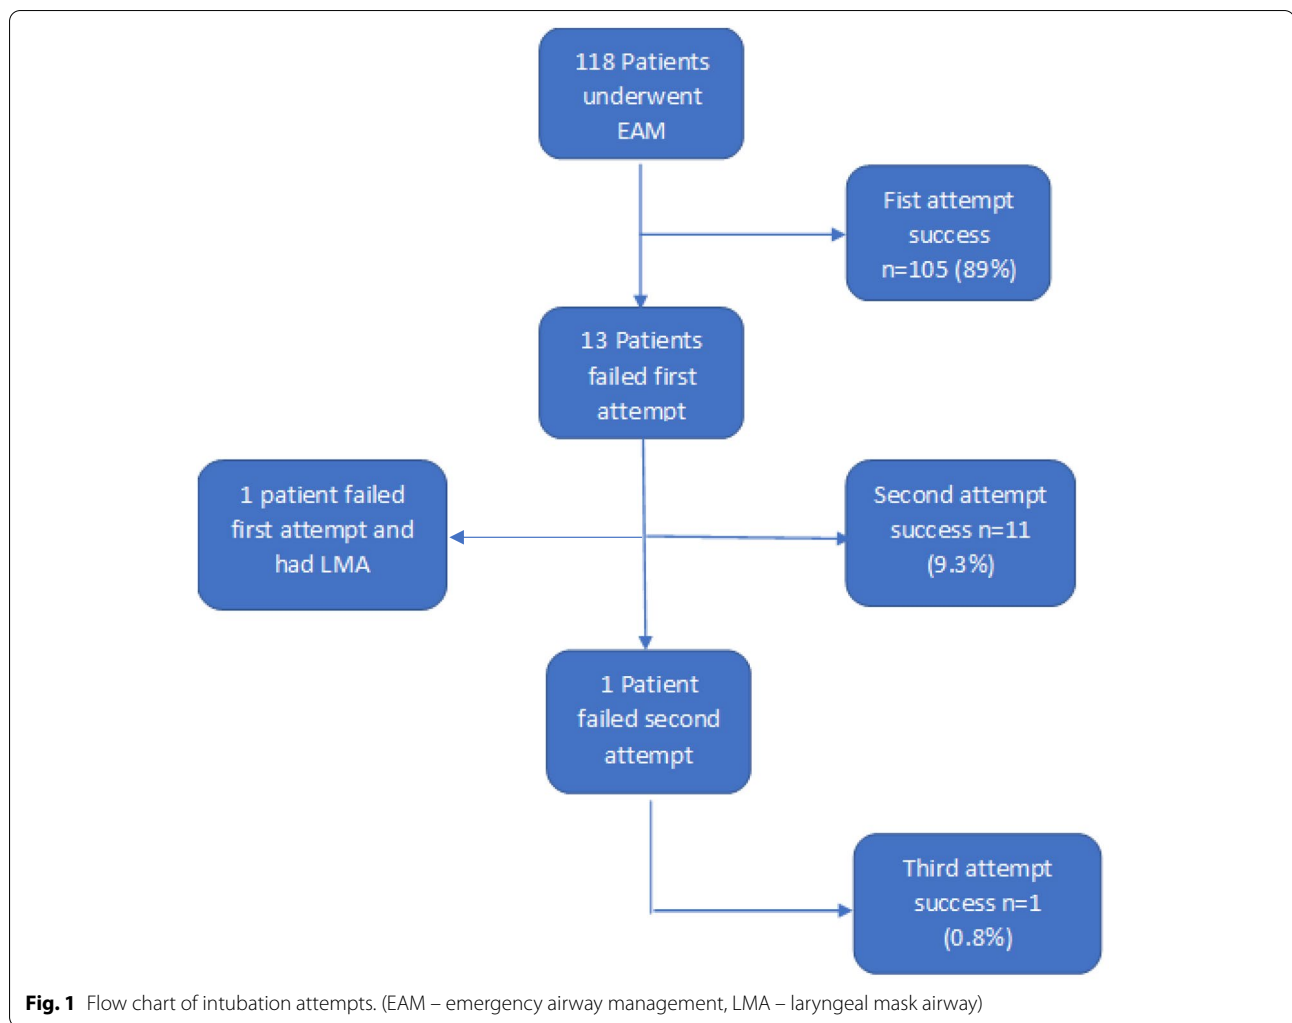 118 Patients
underwent
EAM
Fist attempt
success
n=105 (89%)
13 Patients
failed first
attempt
1 patient failed
first attempt and
had LMA
Second attempt
success n=11
(9.3%)
1 Patient
failed second
attempt
Third attempt
success n=1
(0.8%)
Fig. 1 Flow chart of intubation attempts. (EAM – emergency airway management, LMA – laryngeal mask airway)